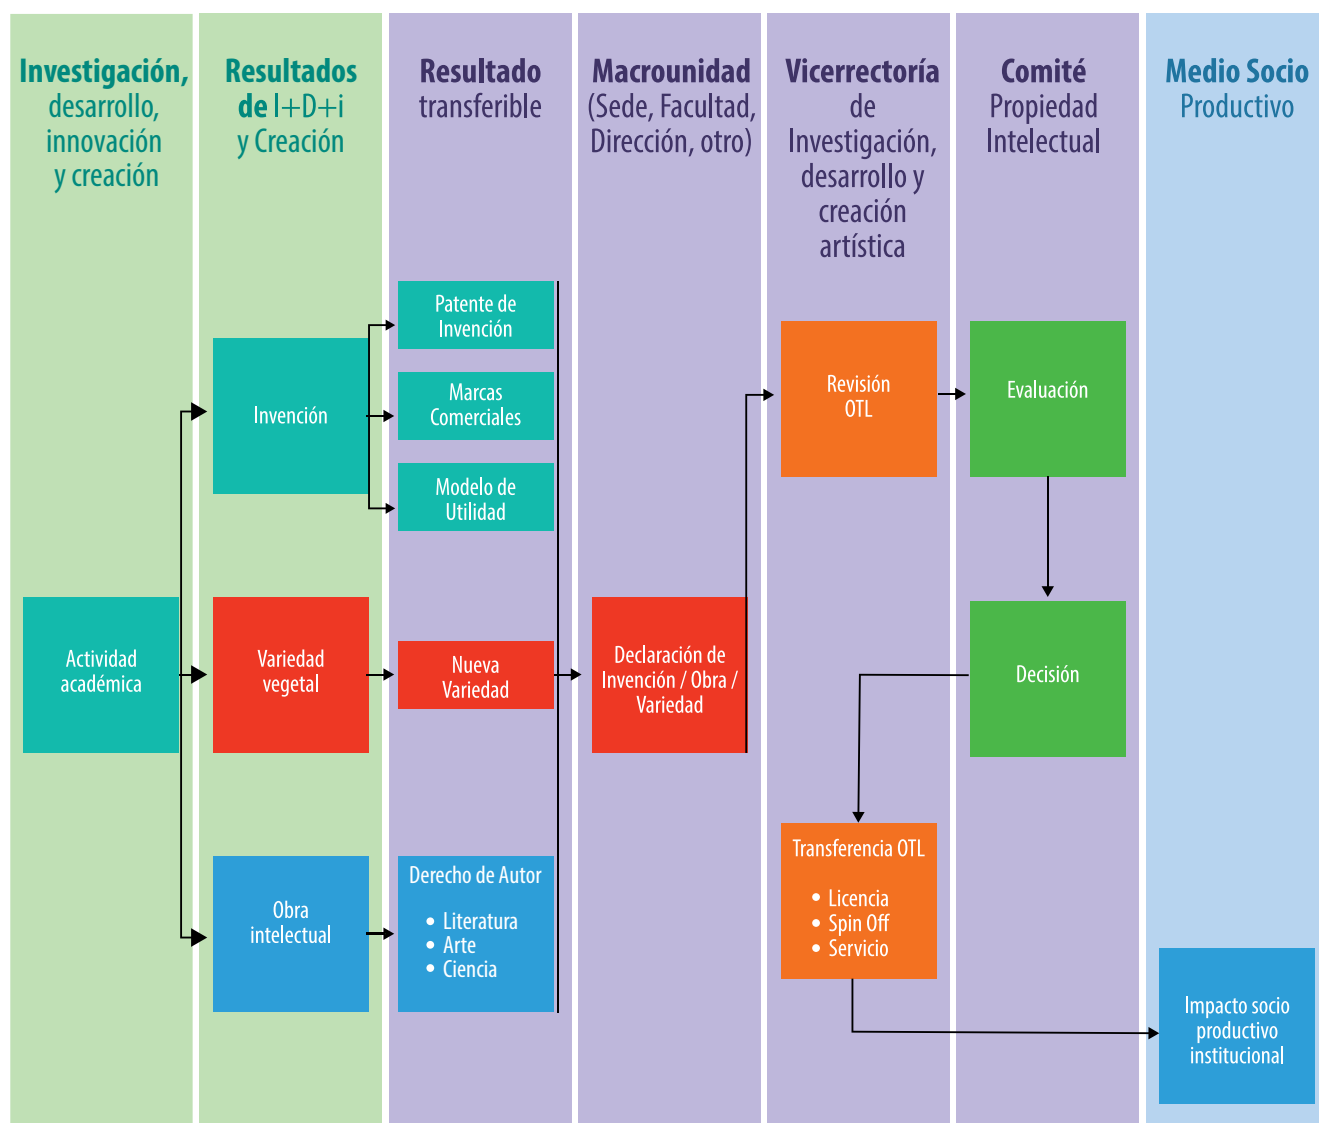 Investigación,
desarrollo,
innovación
y creación
Resultados
de I+D+i
y Creación
Resultado
transferible
Macrounidad
(Sede, Facultad,
Dirección, otro)
Vicerrectoría
de
Investigación,
desarrollo y
creación
artística
Comité
Propiedad
Intelectual
Medio Socio
Productivo
Actividad
académica
Invención
Variedad
vegetal
Obra
intelectual
Patente de
Invención
Marcas
Comerciales
Modelo de
Utilidad
Nueva
Variedad
Derecho de Autor
• Literatura
• Arte
• Ciencia
Declaración de
Invención / Obra /
Variedad
Revisión
OTL
Evaluación
Decisión
Transferencia OTL
• Licencia
• Spin Off
• Servicio
Impacto socio
productivo
institucional